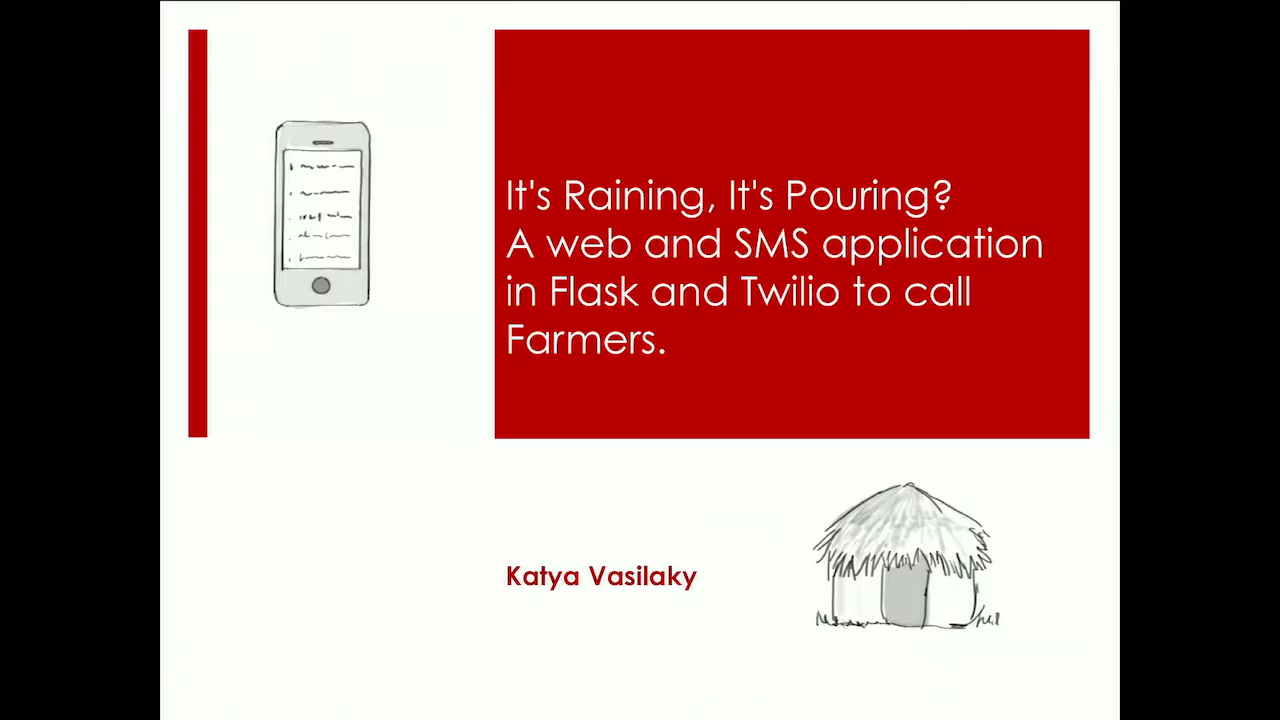 It's Raining, It's Pouring?
A web and SMS application
in Flask and Twilio to call
Farmers.
Katya Vasilaky